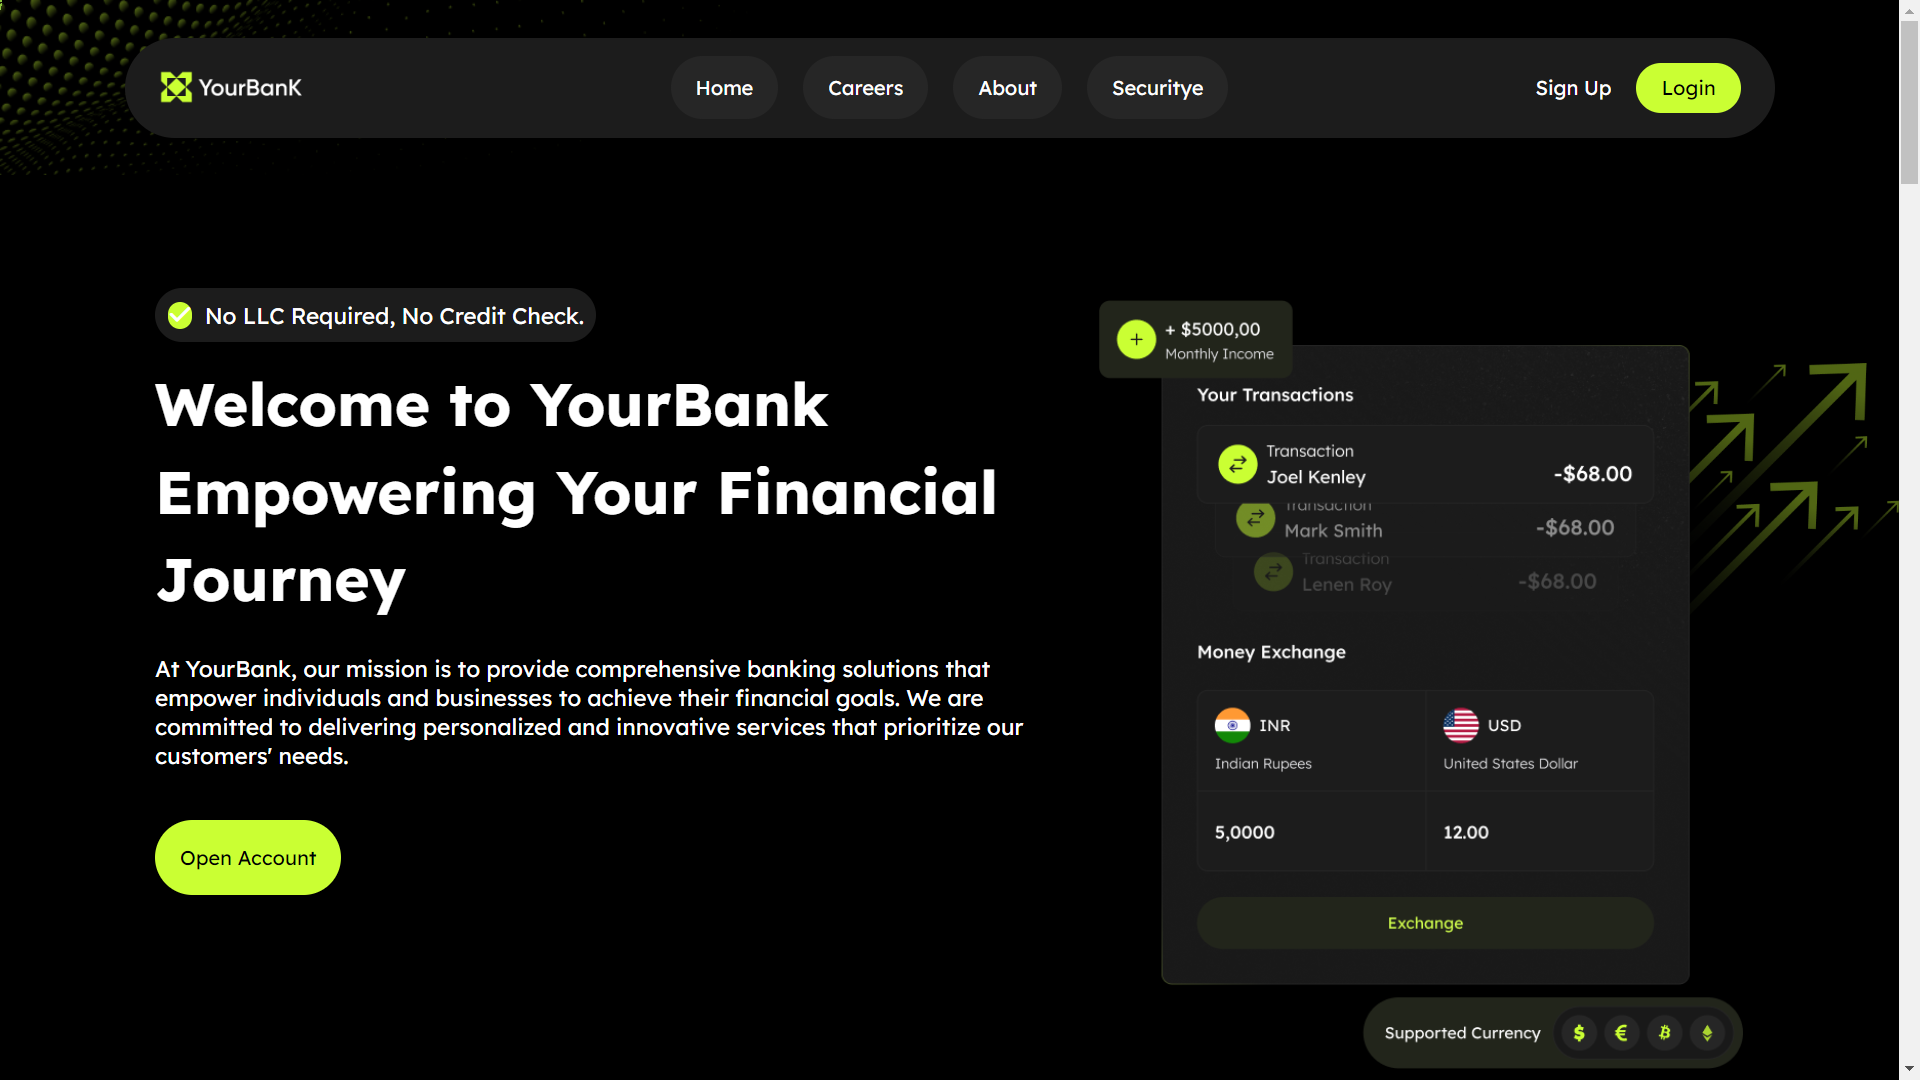 YourBanK
Home
Careers
About
Securitye
Sign Up
Login
No LLC Required, No Credit Check.
Welcome to YourBank
Empowering Your Financial
Journey
At YourBank, our mission is to provide comprehensive banking solutions that
empower individuals and businesses to achieve their financial goals. We are
committed to delivering personalized and innovative services that prioritize our
customers' needs.
Open Account
+ $5000,00
Monthly Income
Your Transactions
Transaction
Joel Kenley
-$68.00
Transaction
Mark Smith
-$68.00
Transaction
Lenen Roy
-$68.00
Money Exchange
INR
Indian Rupees
USD
United States Dollar
5,0000
12.00
Exchange
Supported Currency